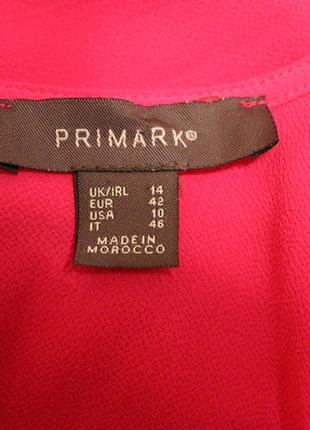 PRIMARK®
UK/IRL 14
EUR 42
USA 10
IT 46
MADE IN
MOROCCO